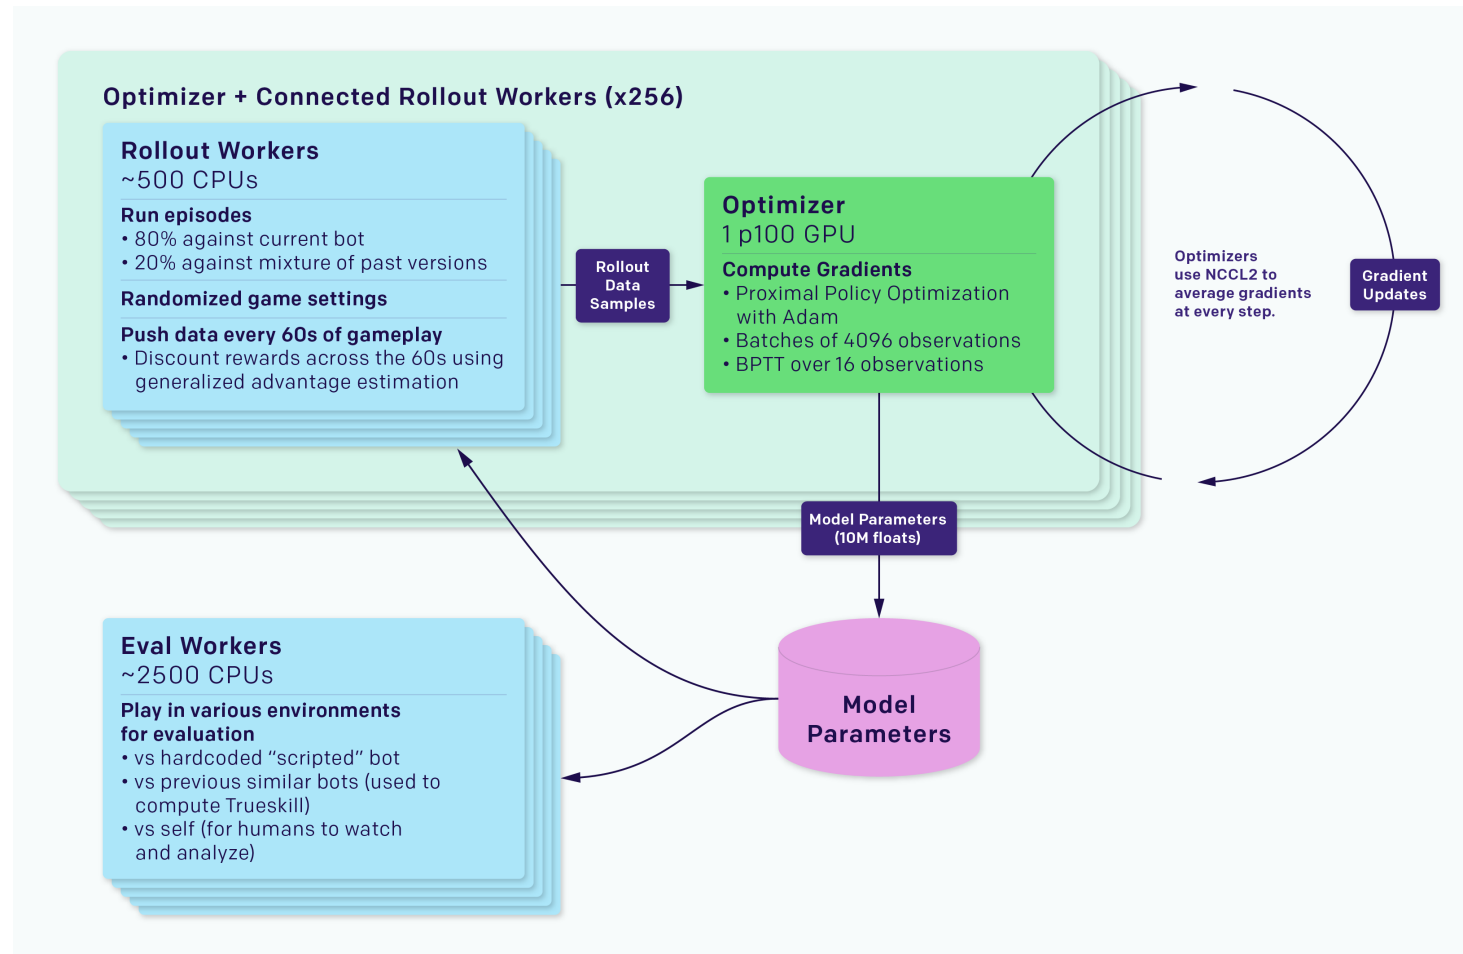 Optimizer + Connected Rollout Workers (x256)
Rollout Workers
~500 CPUs
Run episodes
• 80% against current bot
• 20% against mixture of past versions
Randomized game settings
Push data every 60s of gameplay
• Discount rewards across the 60s using
generalized advantage estimation
Rollout
Data
Samples
Optimizer
1 p100 GPU
Compute Gradients
• Proximal Policy Optimization
with Adam
• Batches of 4096 observations
• BPTT over 16 observations
Optimizers
use NCCL2 to
average gradients
at every step.
Gradient
Updates
Model Parameters
(10M floats)
Eval Workers
~2500 CPUs
Play in various environments
for evaluation
• vs hardcoded “scripted” bot
• vs previous similar bots (used to
compute Trueskill)
• vs self (for humans to watch
and analyze)
Model
Parameters